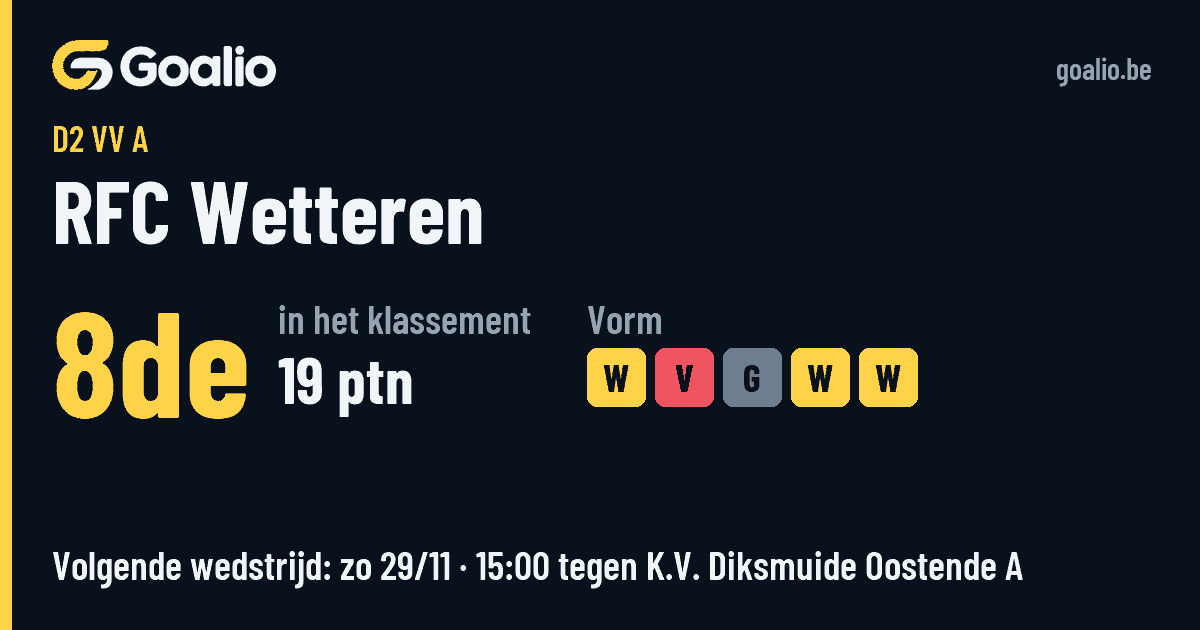 Goalio
goalio.be
D2 VV A
RFC Wetteren
8de
in het klassement
19 ptn
Vorm
W V G W W
Volgende wedstrijd: zo 29/11 · 15:00 tegen K.V. Diksmuide Oostende A